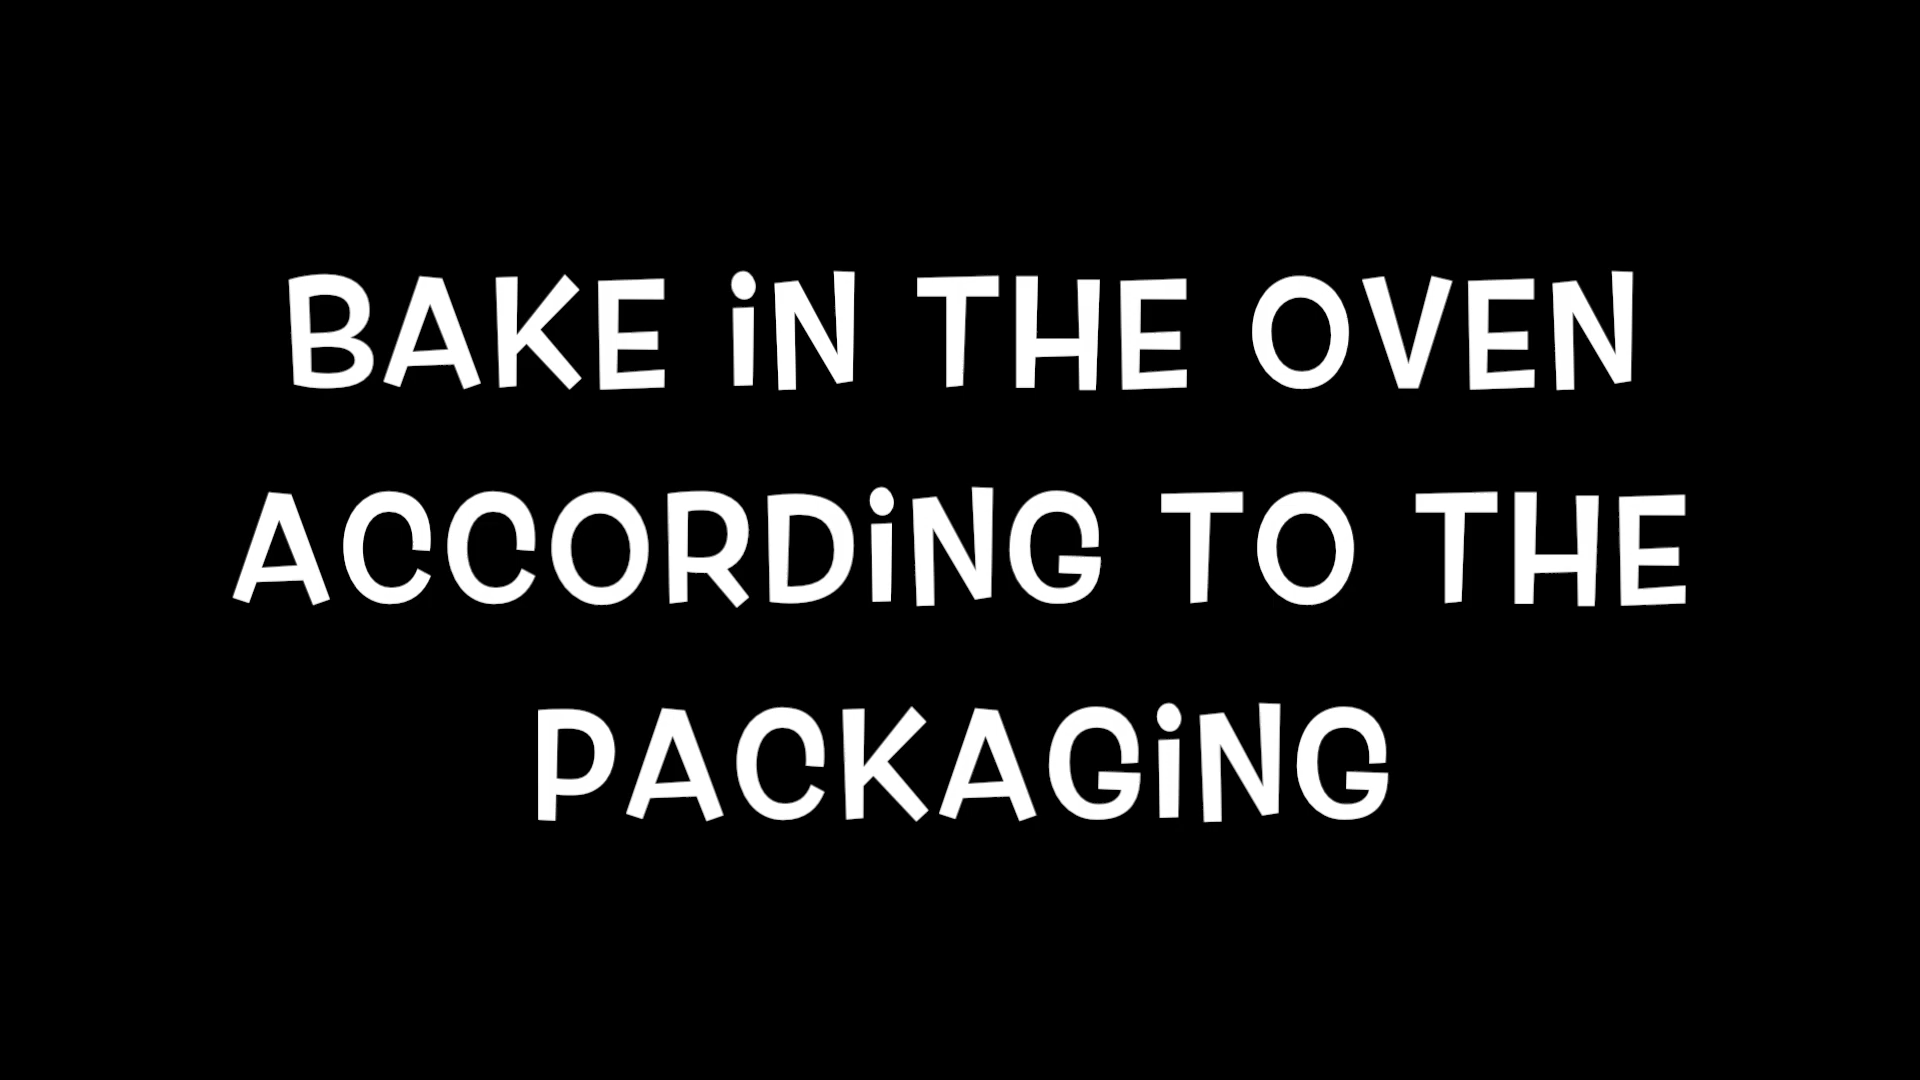 BAKE iN THE OVEN
ACCORDiNG TO THE
PACKAGiNG